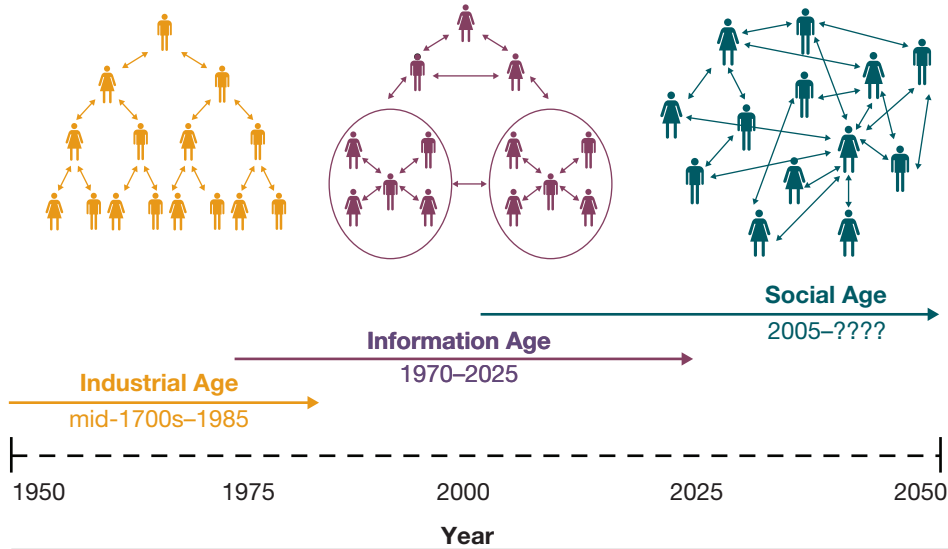 Social Age
2005–????
Information Age
1970–2025
Industrial Age
mid-1700s–1985
1950
1975
2000
2025
2050
Year